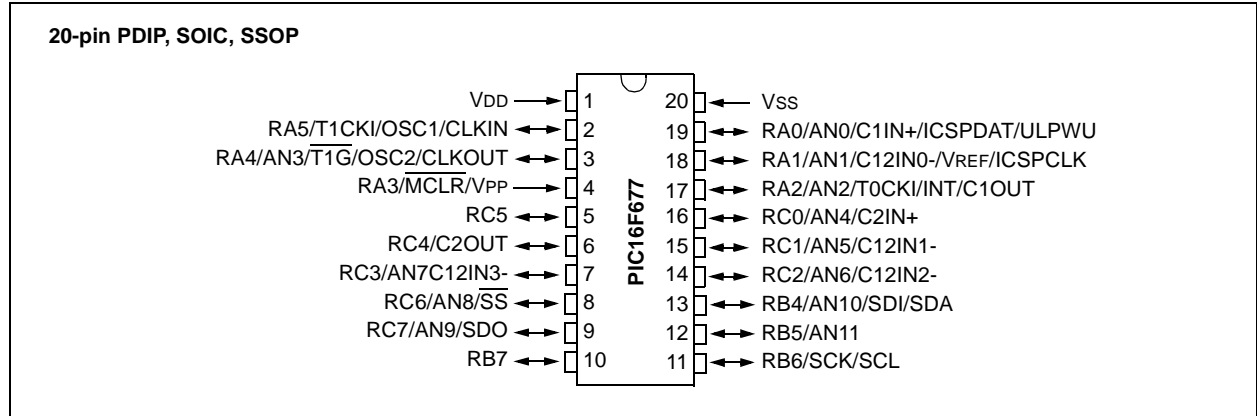 20-pin PDIP, SOIC, SSOP
VDD 1 20 VSS
RA5/T1CKI/OSC1/CLKIN 2 19 RA0/AN0/C1IN+/ICSPDAT/ULPWU
RA4/AN3/T1G/OSC2/CLKOUT 3 18 RA1/AN1/C12IN0-/VREF/ICSPCLK
RA3/MCLR/VPP 4 17 RA2/AN2/T0CKI/INT/C1OUT
RC5 5 16 RC0/AN4/C2IN+
RC4/C2OUT 6 15 RC1/AN5/C12IN1-
RC3/AN7C12IN3- 7 14 RC2/AN6/C12IN2-
RC6/AN8/SS 8 13 RB4/AN10/SDI/SDA
RC7/AN9/SDO 9 12 RB5/AN11
RB7 10 11 RB6/SCK/SCL
PIC16F677